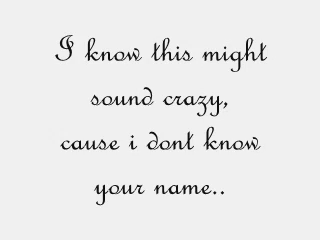 I know this might
sound crazy,
cause i dont know
your name..